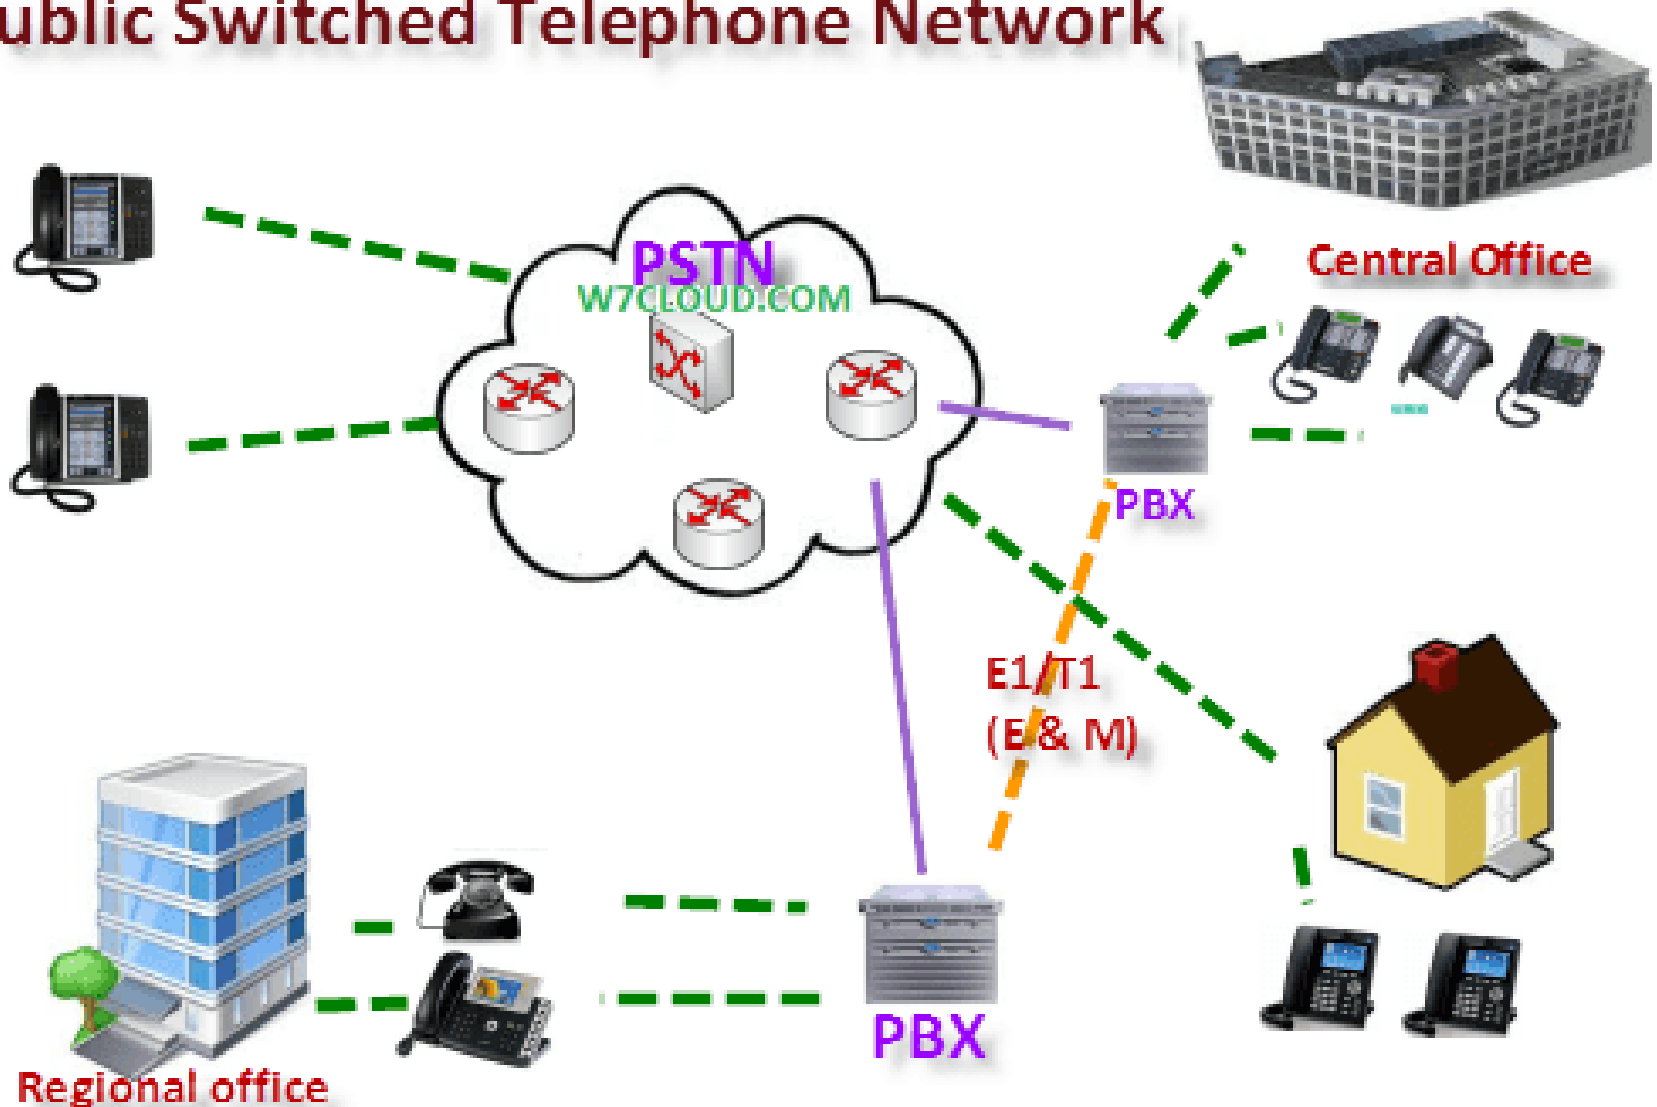 ublic Switched Telephone Network
PSTN
W7CLOUD.COM
Central Office
PBX
E1/T1
(E & M)
PBX
Regional office